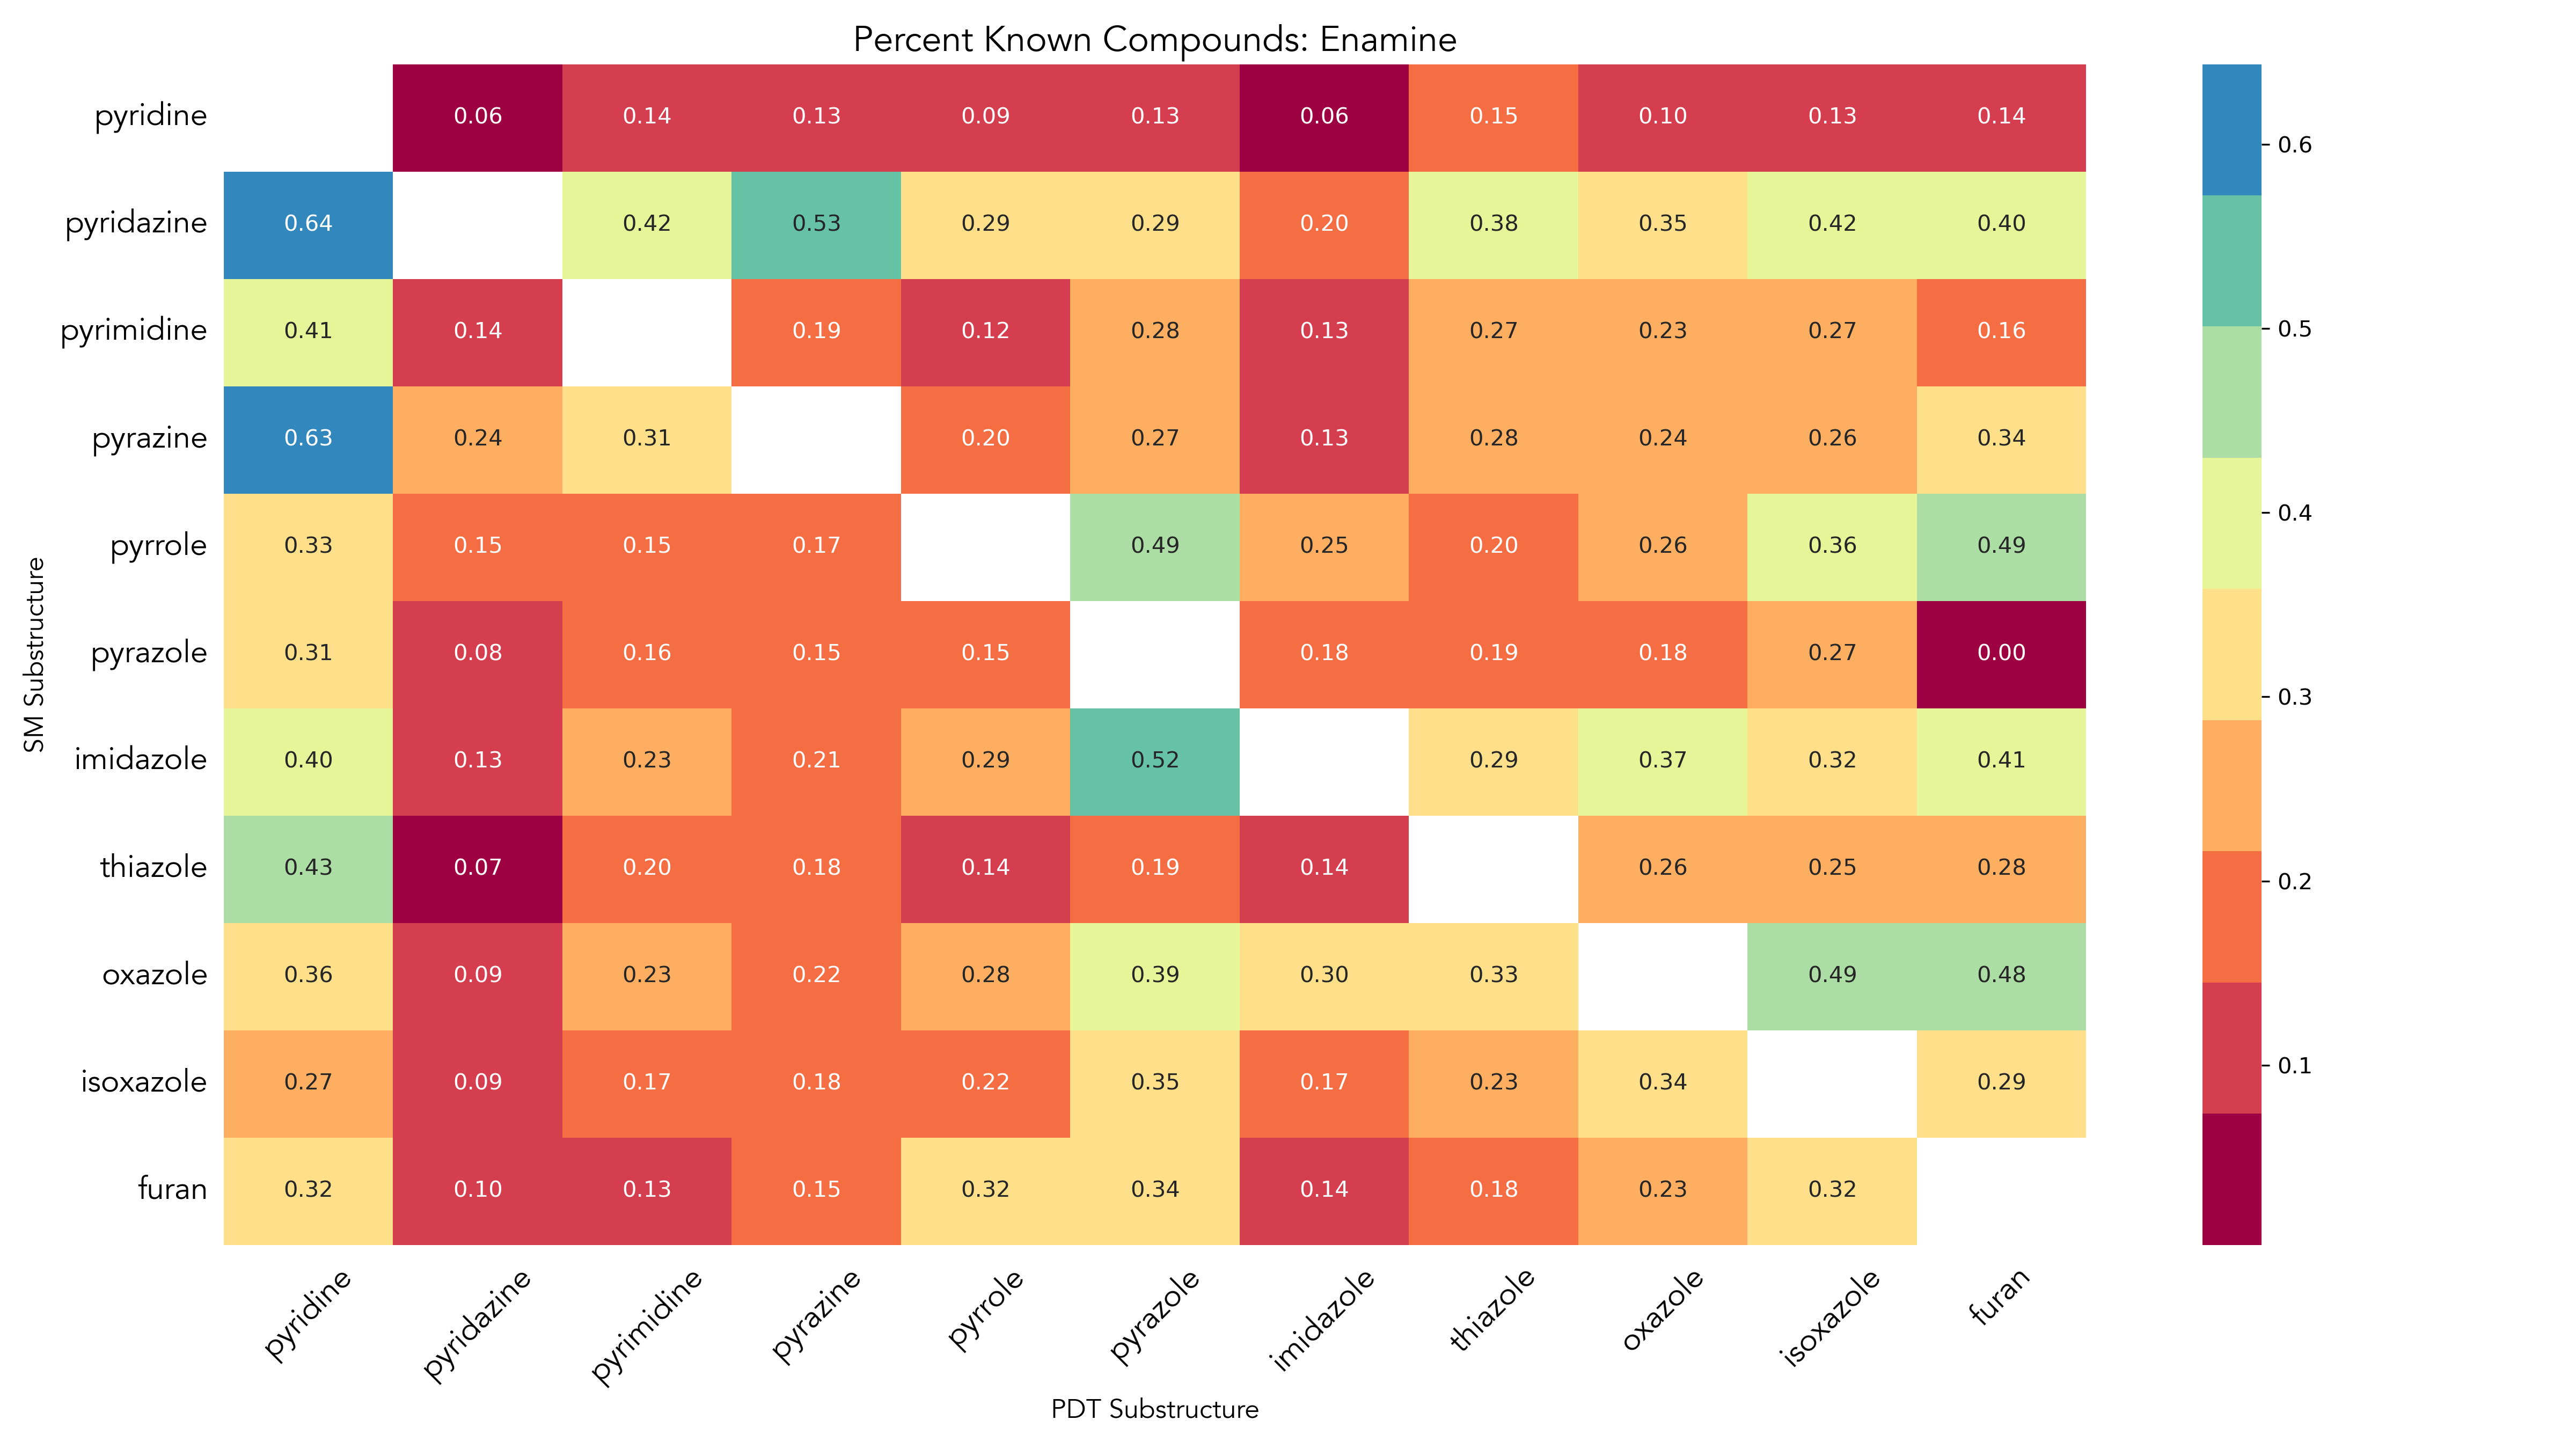 Percent Known Compounds: Enamine
pyridine 0.06 0.14 0.13 0.09 0.13 0.06 0.15 0.10 0.13 0.14
pyridazine 0.64 0.42 0.53 0.29 0.29 0.20 0.38 0.35 0.42 0.40
pyrimidine 0.41 0.14 0.19 0.12 0.28 0.13 0.27 0.23 0.27 0.16
pyrazine 0.63 0.24 0.31 0.20 0.27 0.13 0.28 0.24 0.26 0.34
pyrrole 0.33 0.15 0.15 0.17 0.49 0.25 0.20 0.26 0.36 0.49
pyrazole 0.31 0.08 0.16 0.15 0.15 0.18 0.19 0.18 0.27 0.00
imidazole 0.40 0.13 0.23 0.21 0.29 0.52 0.29 0.37 0.32 0.41
thiazole 0.43 0.07 0.20 0.18 0.14 0.19 0.14 0.26 0.25 0.28
oxazole 0.36 0.09 0.23 0.22 0.28 0.39 0.30 0.33 0.49 0.48
isoxazole 0.27 0.09 0.17 0.18 0.22 0.35 0.17 0.23 0.34 0.29
furan 0.32 0.10 0.13 0.15 0.32 0.34 0.14 0.18 0.23 0.32
SM Substructure
pyridine pyridazine pyrimidine pyrazine pyrrole pyrazole imidazole thiazole oxazole isoxazole furan
PDT Substructure
0.6
0.5
0.4
0.3
0.2
0.1